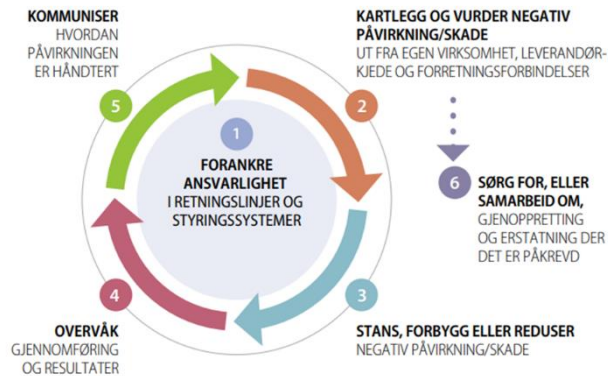 KOMMUNISER
HVORDAN
PÅVIRKNINGEN
ER HÅNDTERT
5
KARTLEGG OG VURDER NEGATIV
PÅVIRKNING/SKADE
UT FRA EGEN VIRKSOMHET, LEVERANDØR-
KJEDE OG FORRETNINGSFORBINDELSER
2
1
FORANKRE
ANSVARLIGHET
I RETNINGSLINJER OG
STYRINGSSYSTEMER
6
SØRG FOR, ELLER
SAMARBEID OM,
GJENOPPRETTING
OG ERSTATNING DER
DET ER PÅKREVD
4
OVERVÅK
GJENNOMFØRING
OG RESULTATER
3
STANS, FORBYGG ELLER REDUSER
NEGATIV PÅVIRKNING/SKADE